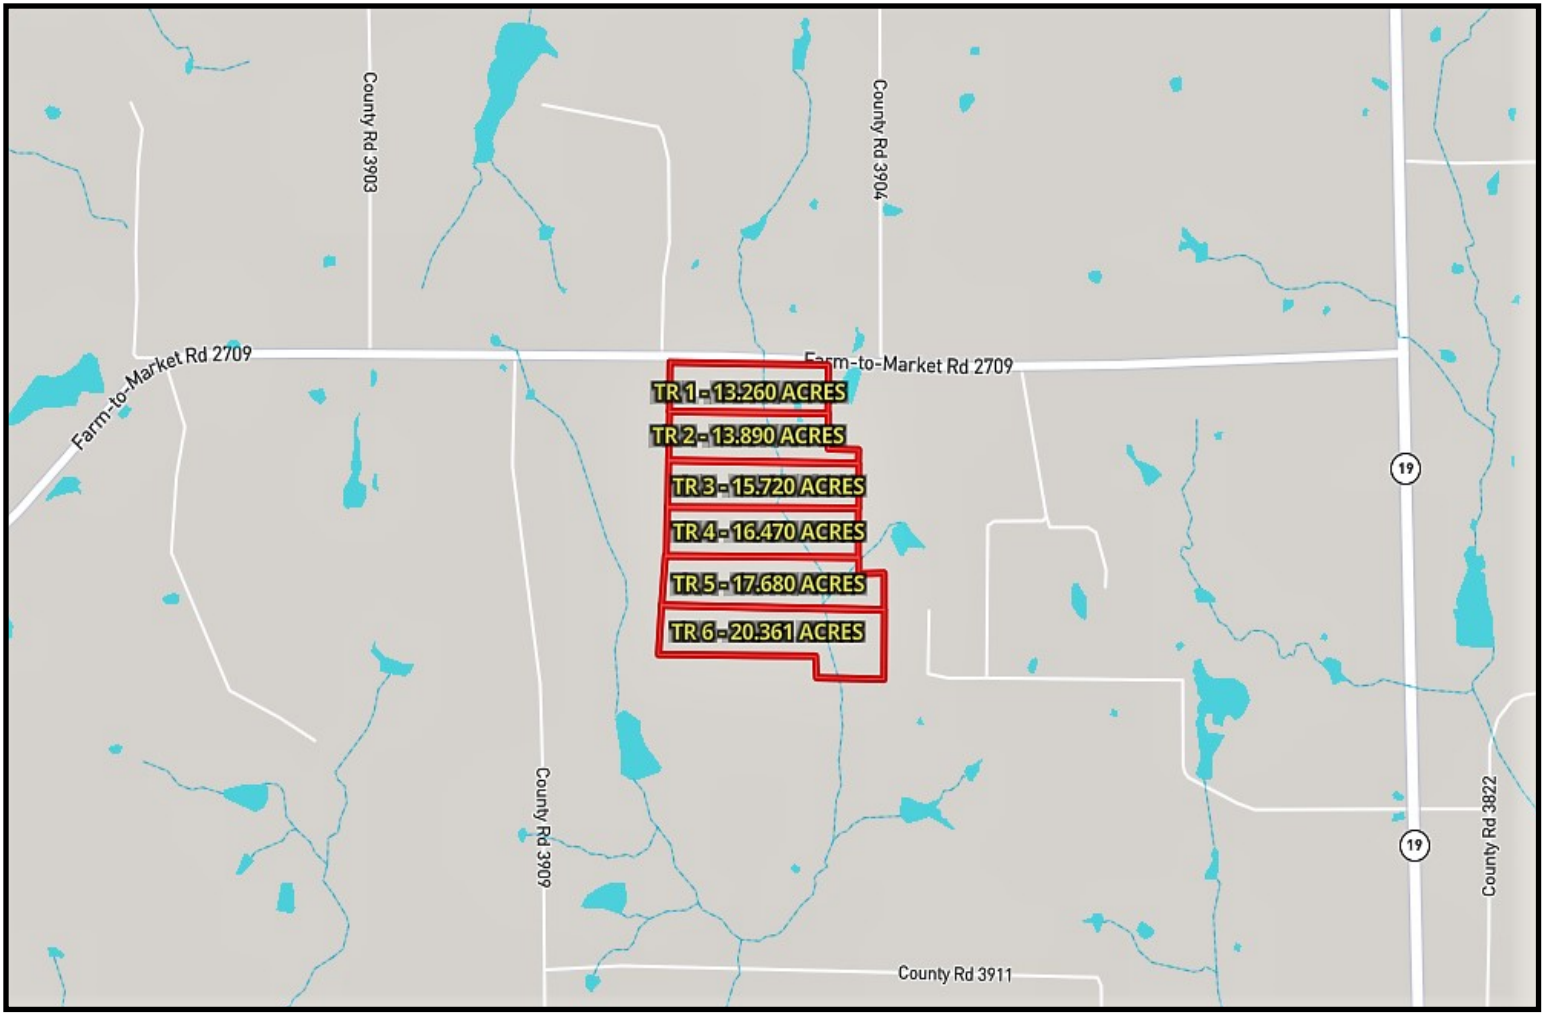 County Rd 3903
County Rd 3904
Farm-to-Market Rd 2709
Farm-to-Market Rd 2709
TR 1 - 13.260 ACRES
TR 2 - 13.890 ACRES
19
TR 3 - 15.720 ACRES
TR 4 - 16.470 ACRES
TR 5 - 17.680 ACRES
TR 6 - 20.361 ACRES
County Rd 3909
County Rd 3822
19
County Rd 3911